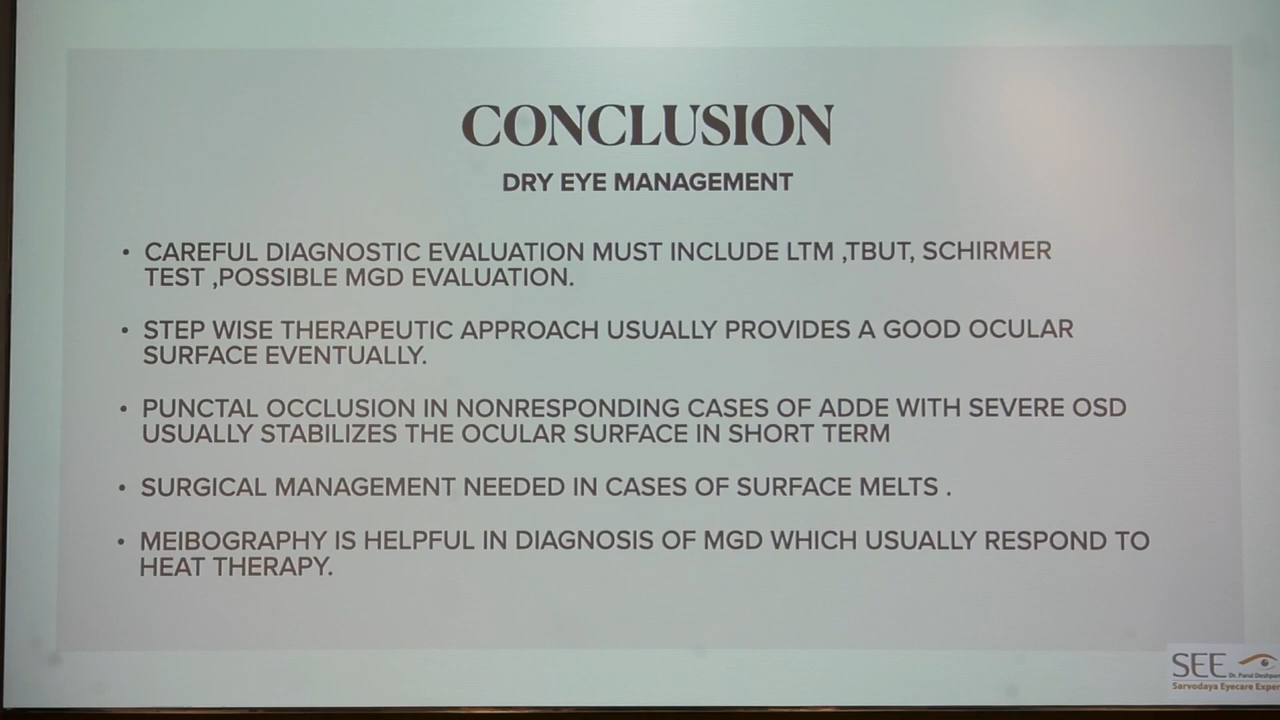 CONCLUSION
DRY EYE MANAGEMENT
• CAREFUL DIAGNOSTIC EVALUATION MUST INCLUDE LTM ,TBUT, SCHIRMER
TEST ,POSSIBLE MGD EVALUATION.
• STEP WISE THERAPEUTIC APPROACH USUALLY PROVIDES A GOOD OCULAR
SURFACE EVENTUALLY.
• PUNCTAL OCCLUSION IN NONRESPONDING CASES OF ADDE WITH SEVERE OSD
USUALLY STABILIZES THE OCULAR SURFACE IN SHORT TERM
• SURGICAL MANAGEMENT NEEDED IN CASES OF SURFACE MELTS .
• MEIBOGRAPHY IS HELPFUL IN DIAGNOSIS OF MGD WHICH USUALLY RESPOND TO
HEAT THERAPY.
SEE
Dr. Parul
Sarvodaya Eyecare